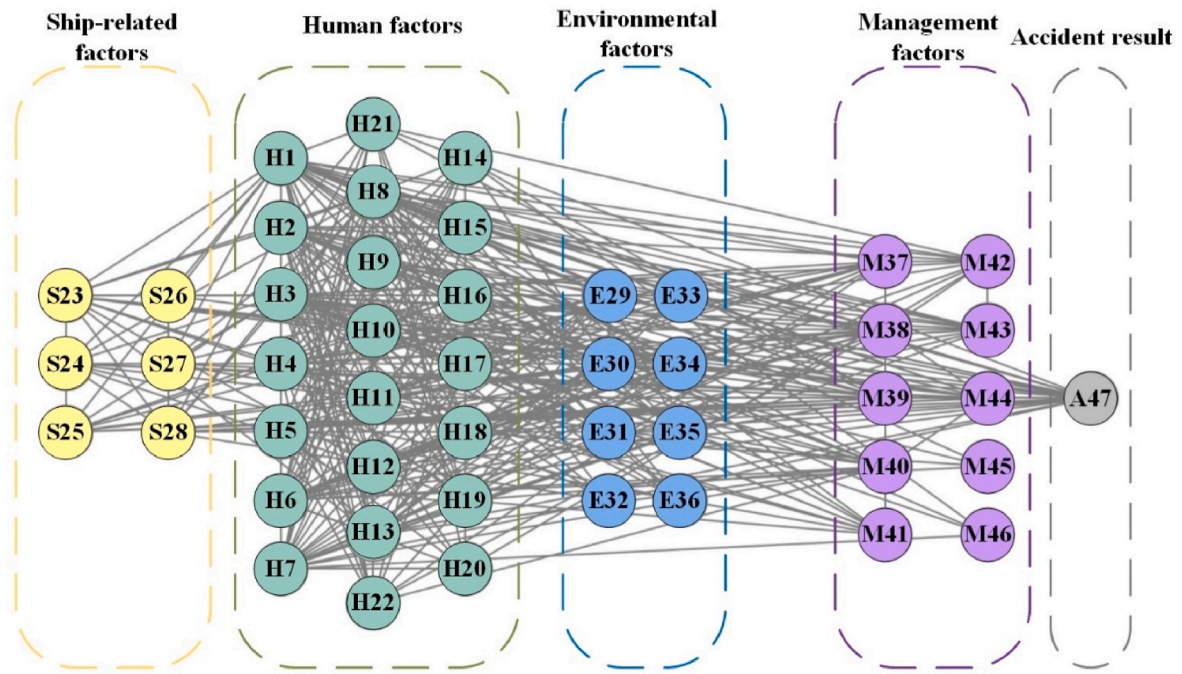 Ship-related
factors
Human factors
Environmental
factors
Management
factors
Accident result
S23
S24
S25
S26
S27
S28
H1
H2
H3
H4
H5
H6
H7
H21
H8
H9
H10
H11
H12
H13
H22
H14
H15
H16
H17
H18
H19
H20
E29
E30
E31
E32
E33
E34
E35
E36
M37
M38
M39
M40
M41
M42
M43
M44
M45
M46
A47